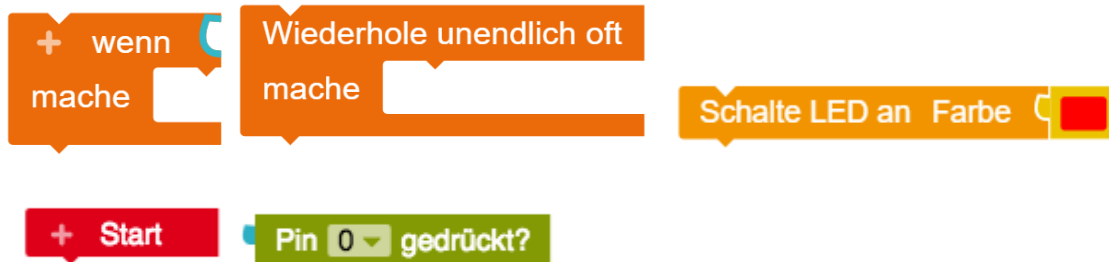 + wenn
mache
Wiederhole unendlich oft
mache
Schalte LED an Farbe
+ Start
Pin 0 gedrückt?